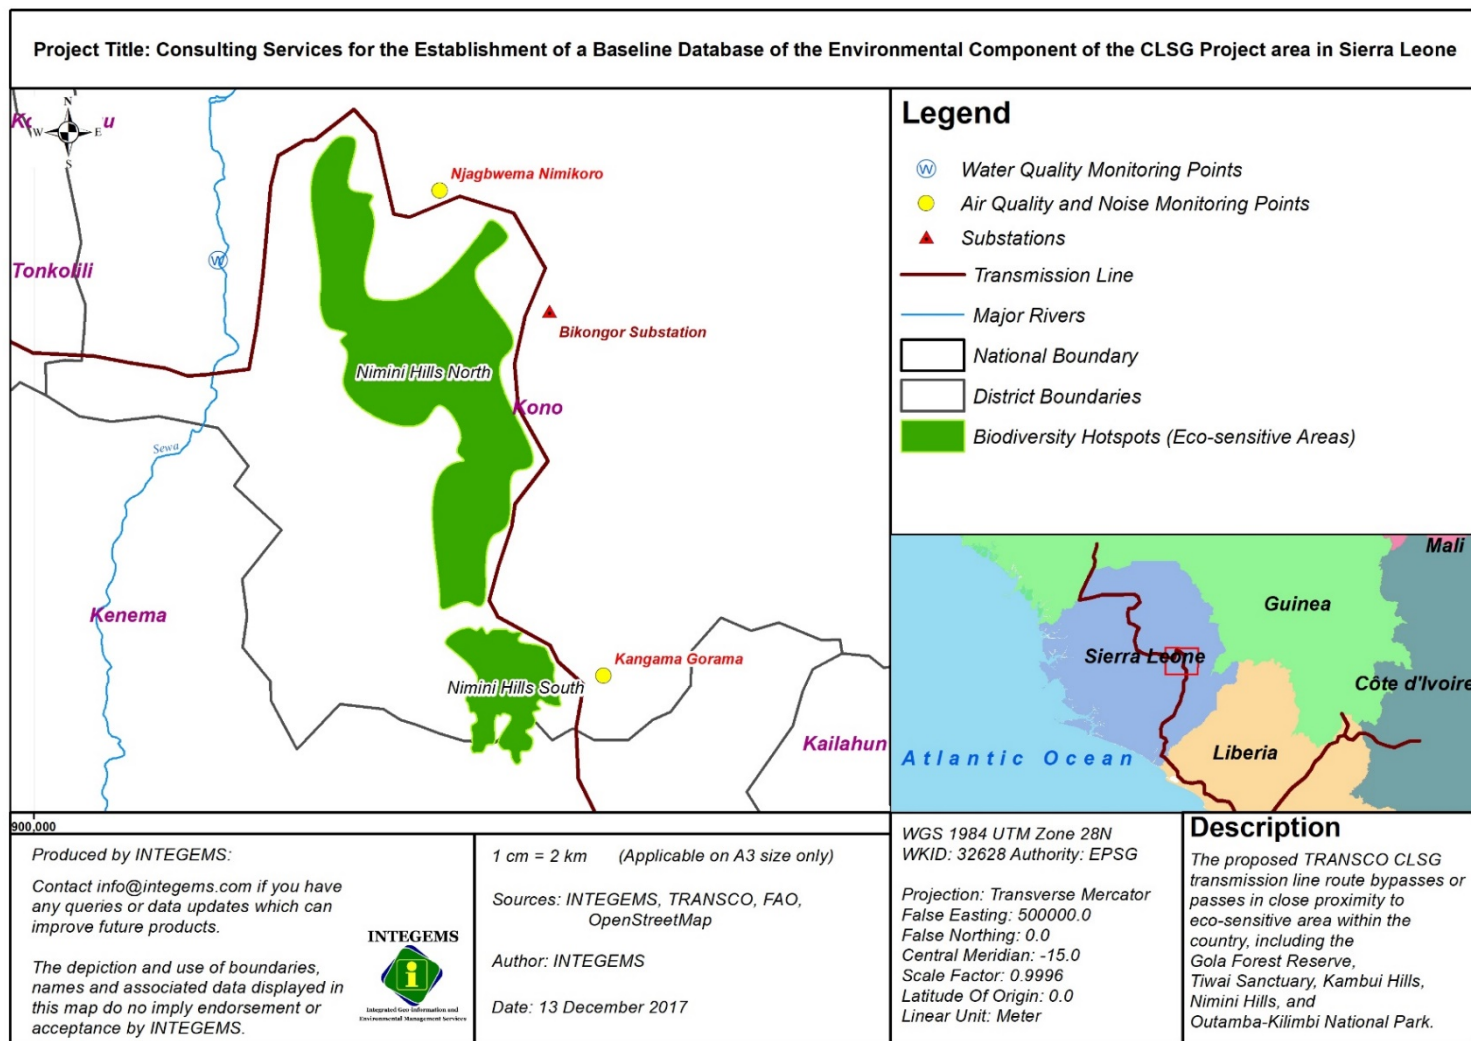 Project Title: Consulting Services for the Establishment of a Baseline Database of the Environmental Component of the CLSG Project area in Sierra Leone
N
W
E
S
u
Njagbwema Nimikoro
Tonkolili
W
Bikongor Substation
Nimini Hills North
Kono
Sewa
Kenema
Kangama Gorama
Nimini Hills South
Kailahun
900,000
Legend
W Water Quality Monitoring Points
Air Quality and Noise Monitoring Points
Substations
Transmission Line
Major Rivers
National Boundary
District Boundaries
Biodiversity Hotspots (Eco-sensitive Areas)
Mali
Guinea
Sierra Leone
Côte d'Ivoire
Liberia
Atlantic Ocean
Produced by INTEGEMS:
Contact info@integems.com if you have
any queries or data updates which can
improve future products.
The depiction and use of boundaries,
names and associated data displayed in
this map do no imply endorsement or
acceptance by INTEGEMS.
INTEGEMS
i
Integrated Geo-information and
Environmental Management Services
1 cm = 2 km (Applicable on A3 size only)
Sources: INTEGEMS, TRANSCO, FAO,
OpenStreetMap
Author: INTEGEMS
Date: 13 December 2017
WGS 1984 UTM Zone 28N
WKID: 32628 Authority: EPSG
Projection: Transverse Mercator
False Easting: 500000.0
False Northing: 0.0
Central Meridian: -15.0
Scale Factor: 0.9996
Latitude Of Origin: 0.0
Linear Unit: Meter
Description
The proposed TRANSCO CLSG
transmission line route bypasses or
passes in close proximity to
eco-sensitive area within the
country, including the
Gola Forest Reserve,
Tiwai Sanctuary, Kambui Hills,
Nimini Hills, and
Outamba-Kilimbi National Park.